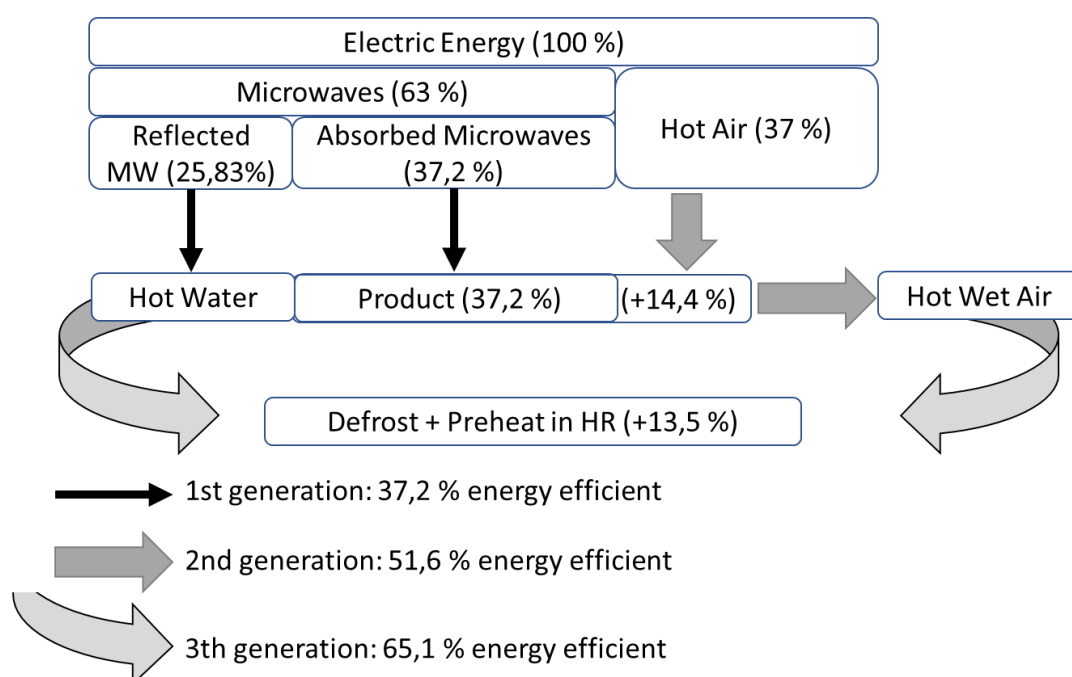 Electric Energy (100 %)
Microwaves (63 %)
Hot Air (37 %)
Reflected
MW (25,83%)
Absorbed Microwaves
(37,2 %)
Hot Water
Product (37,2 %)
(+14,4 %)
Hot Wet Air
Defrost + Preheat in HR (+13,5 %)
1st generation: 37,2 % energy efficient
2nd generation: 51,6 % energy efficient
3th generation: 65,1 % energy efficient